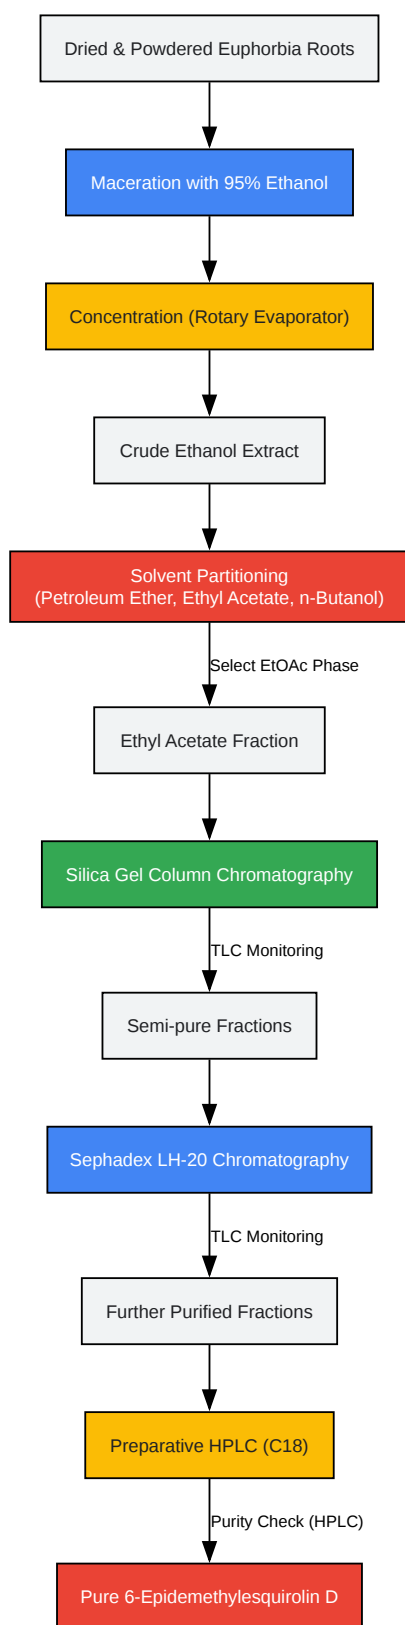 Dried & Powdered Euphorbia Roots
Maceration with 95% Ethanol
Concentration (Rotary Evaporator)
Crude Ethanol Extract
Solvent Partitioning
(Petroleum Ether, Ethyl Acetate, n-Butanol)
Select EtOAc Phase
Ethyl Acetate Fraction
Silica Gel Column Chromatography
TLC Monitoring
Semi-pure Fractions
Sephadex LH-20 Chromatography
TLC Monitoring
Further Purified Fractions
Preparative HPLC (C18)
Purity Check (HPLC)
Pure 6-Epidemethylesquirolin D